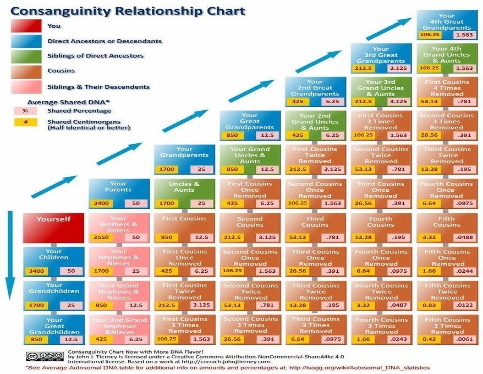 Consanguinity Relationship Chart
You
Direct Ancestors or Descendants
Siblings of Direct Ancestors
Cousins
Siblings & Their Descendants
Average Shared DNA*
% Shared Percentage
# Shared Centimorgans
(Half Identical or better)
Your
4th Great
Grandparents
106.25 1.563
Your
3rd Great
Grandparents
212.5 3.125
Your 4th
Grand Uncles
& Aunts
106.25 1.563
Your
2nd Great
Grandparents
425 6.25
Your 3rd
Grand Uncles
& Aunts
212.5 3.125
First Cousins
4 Times
Removed
53.13 .781
Your
Great
Grandparents
850 12.5
Your 2nd
Grand Uncles
& Aunts
425 6.25
First Cousins
3 Times
Removed
106.25 1.563
Second Cousins
3 Times
Removed
26.56 .391
Your
Grandparents
1700 25
Your Grand
Uncles &
Aunts
850 12.5
First Cousins
Twice
Removed
212.5 3.125
Second Cousins
Twice
Removed
53.13 .781
Third Cousins
Twice
Removed
13.28 .195
Your
Parents
3400 50
Uncles &
Aunts
1700 25
First Cousins
Once
Removed
425 6.25
Second Cousins
Once
Removed
106.25 1.563
Third Cousins
Once
Removed
26.56 .391
Fourth Cousins
Once
Removed
6.64 .0975
Yourself
Your
Brothers &
Sisters
2550 50
First Cousins
850 12.5
Second
Cousins
212.5 3.125
Third
Cousins
53.13 .781
Fourth
Cousins
13.28 .195
Fifth
Cousins
3.32 .0488
Your
Children
3400 50
Your
Nephews &
Nieces
1700 25
First Cousins
Once
Removed
425 6.25
Second Cousins
Once
Removed
106.25 1.563
Third Cousins
Once
Removed
26.56 .391
Fourth Cousins
Once
Removed
6.64 .0975
Fifth Cousins
Once
Removed
1.66 .0244
Your
Grandchildren
1700 25
Your Grand
Nephews &
Nieces
850 12.5
First Cousins
Twice
Removed
212.5 3.125
Second Cousins
Twice
Removed
53.13 .781
Third Cousins
Twice
Removed
13.28 .195
Fourth Cousins
Twice
Removed
3.32 .0487
Fifth Cousins
Twice
Removed
0.83 .0122
Your
Great
Grandchildren
850 12.5
Your Great
Grand Nephews
& Nieces
425 6.25
First Cousins
3 Times
Removed
106.25 1.563
Second Cousins
3 Times
Removed
26.56 .391
Third Cousins
3 Times
Removed
6.64 .0975
Fourth Cousins
3 Times
Removed
1.66 .0243
Fifth Cousins
3 Times
Removed
0.42 .0061
Consanguinity Chart Now with More DNA Flavor!
by John J. Tierney is licensed under a Creative Commons Attribution-NonCommercial-ShareAlike 4.0
International license. Based on a work at
*See Average Autosomal DNA table for additional info on amounts and percentages at: